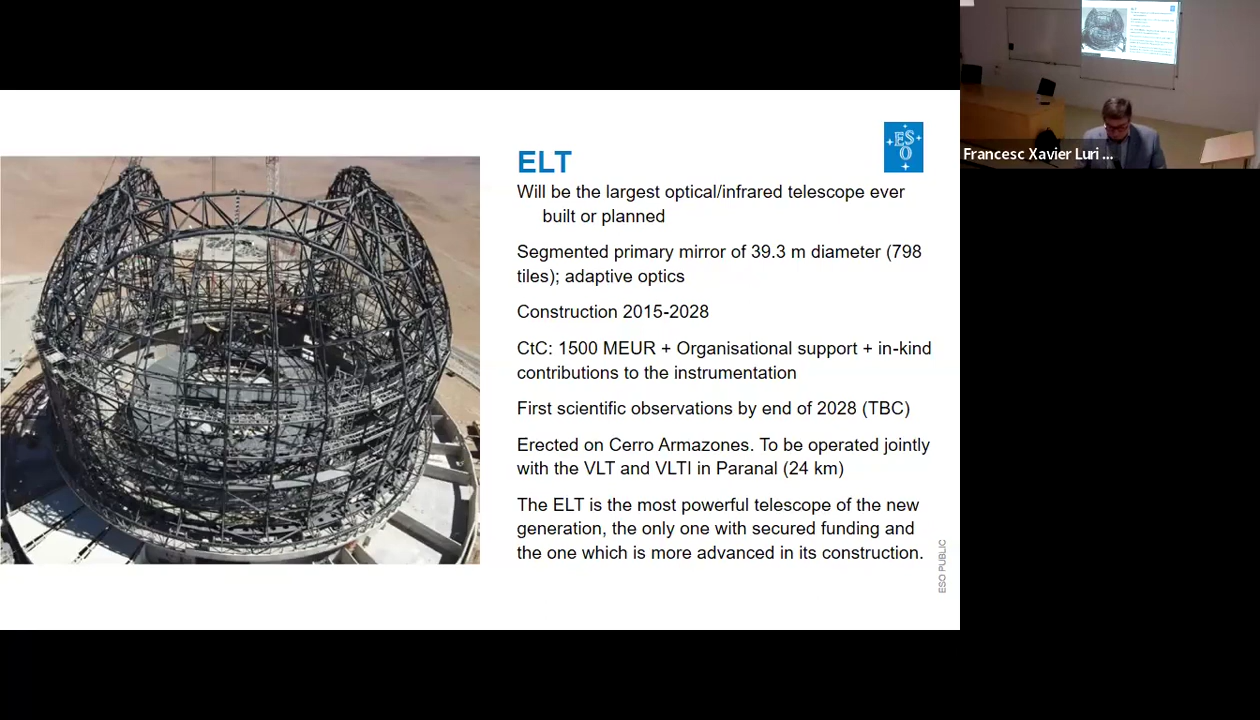 ELT
ESO
Will be the largest optical/infrared telescope ever
built or planned
Segmented primary mirror of 39.3 m diameter (798
tiles); adaptive optics
Construction 2015-2028
CtC: 1500 MEUR + Organisational support + in-kind
contributions to the instrumentation
First scientific observations by end of 2028 (TBC)
Erected on Cerro Armazones. To be operated jointly
with the VLT and VLTI in Paranal (24 km)
The ELT is the most powerful telescope of the new
generation, the only one with secured funding and
the one which is more advanced in its construction.
ESO PUBLIC
ELT
Francesc Xavier Luri ...